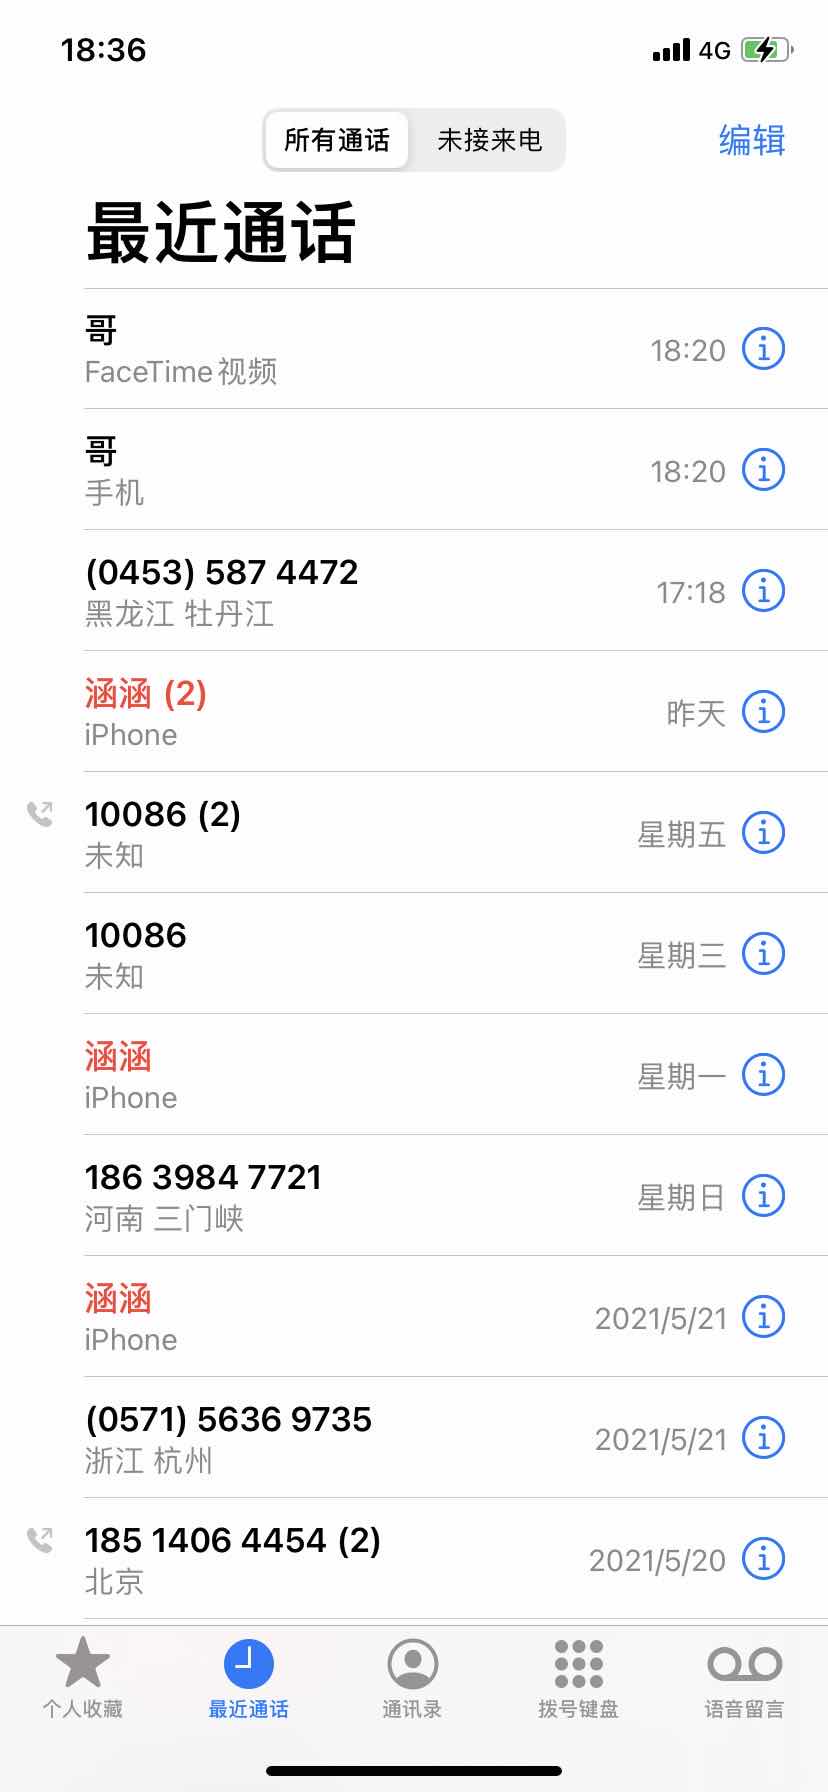 18:36
4G
所有通话 未接来电 编辑
最近通话
哥
FaceTime视频
18:20
哥
手机
18:20
(0453) 587 4472
黑龙江 牡丹江
17:18
涵涵 (2)
iPhone
昨天
10086 (2)
未知
星期五
10086
未知
星期三
涵涵
iPhone
星期一
186 3984 7721
河南 三门峡
星期日
涵涵
iPhone
2021/5/21
(0571) 5636 9735
浙江 杭州
2021/5/21
185 1406 4454 (2)
北京
2021/5/20
个人收藏 最近通话 通讯录 拨号键盘 语音留言